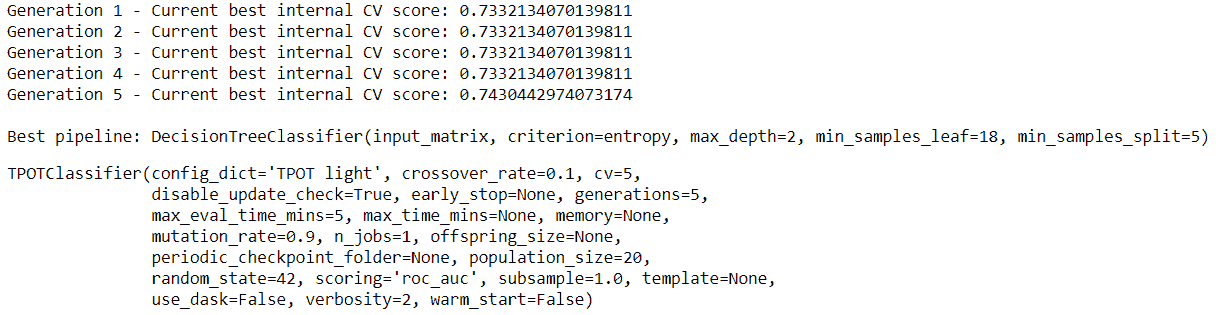 Generation 1 - Current best internal CV score: 0.7332134070139811
Generation 2 - Current best internal CV score: 0.7332134070139811
Generation 3 - Current best internal CV score: 0.7332134070139811
Generation 4 - Current best internal CV score: 0.7332134070139811
Generation 5 - Current best internal CV score: 0.7430442974073174
Best pipeline: DecisionTreeClassifier(input_matrix, criterion=entropy, max_depth=2, min_samples_leaf=18, min_samples_split=5)
TPOTClassifier(config_dict='TPOT light', crossover_rate=0.1, cv=5,
disable_update_check=True, early_stop=None, generations=5,
max_eval_time_mins=5, max_time_mins=None, memory=None,
mutation_rate=0.9, n_jobs=1, offspring_size=None,
periodic_checkpoint_folder=None, population_size=20,
random_state=42, scoring='roc_auc', subsample=1.0, template=None,
use_dask=False, verbosity=2, warm_start=False)